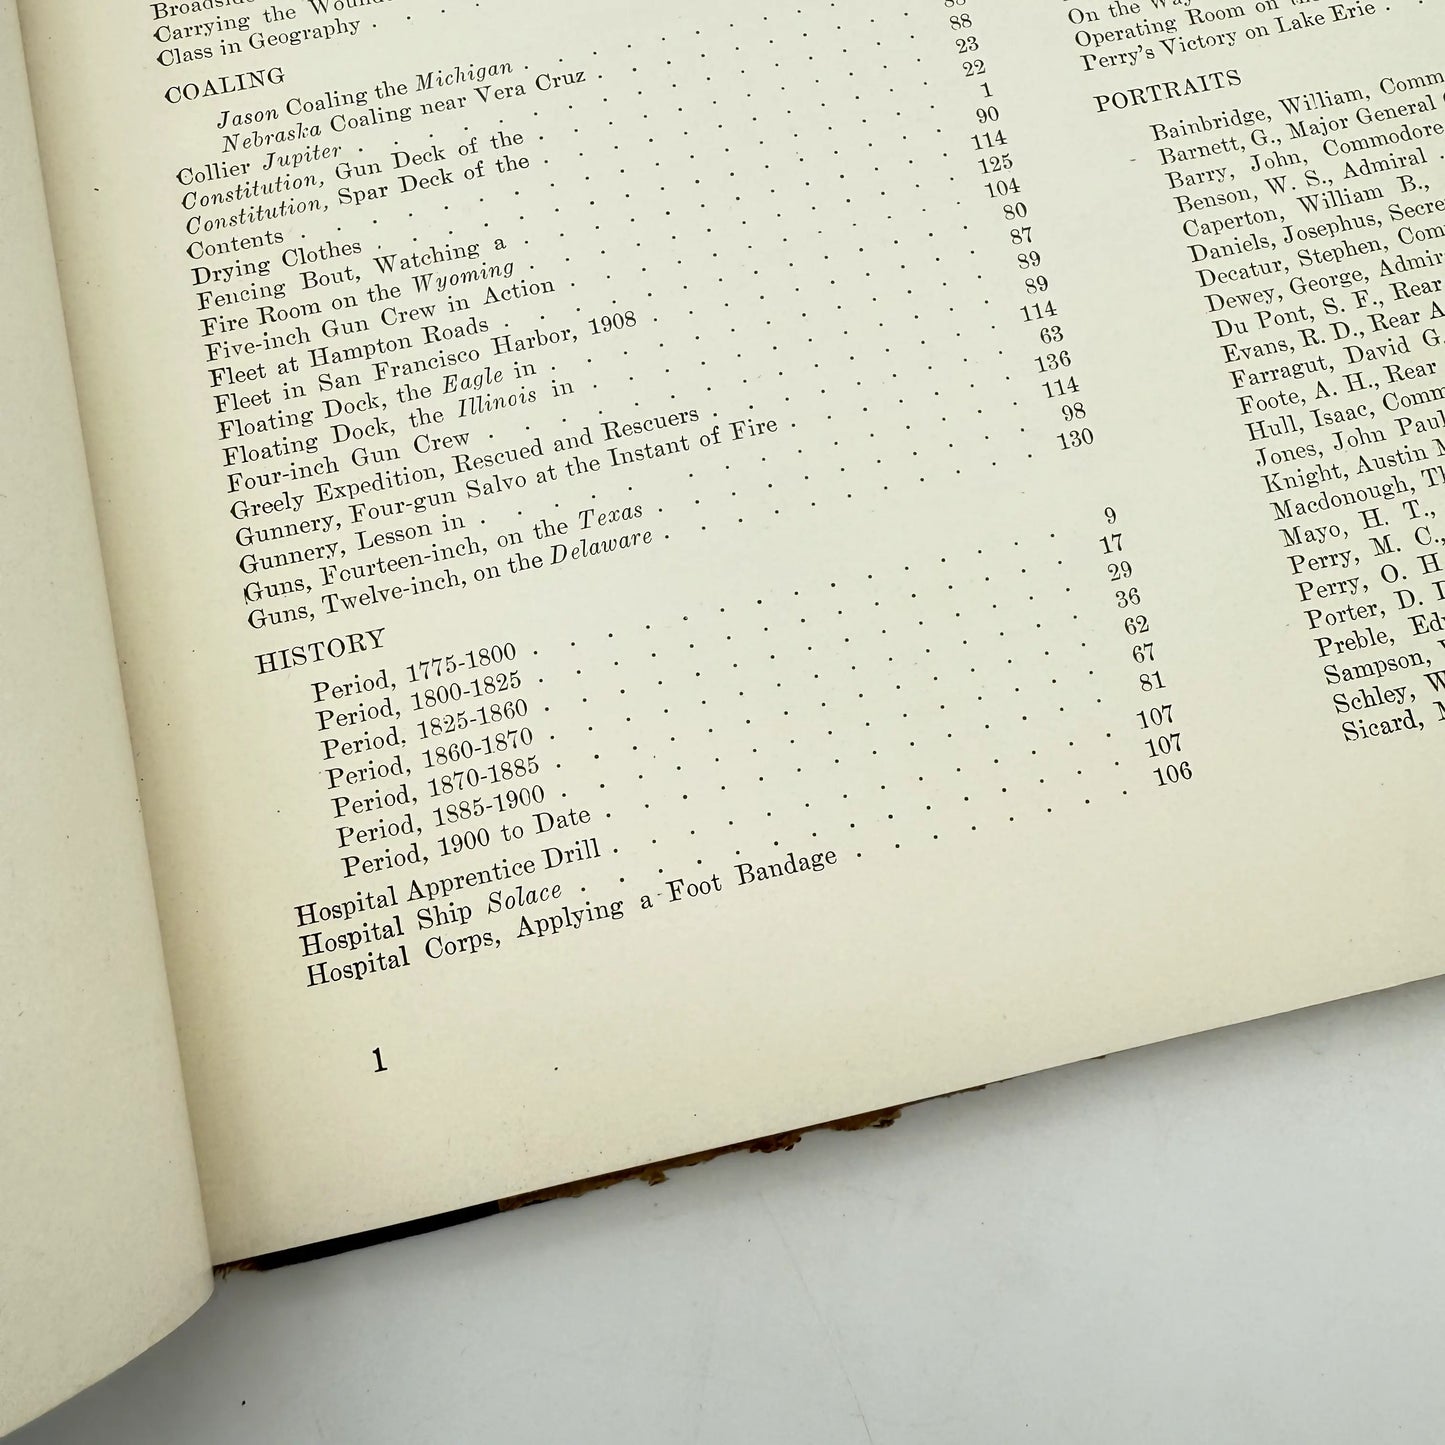 Carrying the
Class in Geography
COALING
Jason Coaling the Michigan
Nebraska Coaling near Vera Cruz
Collier Jupiter . . . 88
Constitution, Gun Deck of the . . . 23
Constitution, Spar Deck of the . . . 22
Contents . . . 1
Drying Clothes . . . 90
Fencing Bout, Watching a . . . 114
Fire Room on the Wyoming . . . 125
Five-inch Gun Crew in Action . . . 104
Fleet at Hampton Roads . . . 80
Fleet in San Francisco Harbor, 1908 . . . 87
Floating Dock, the Eagle in . . . 89
Floating Dock, the Illinois in . . . 89
Four-inch Gun Crew . . . 114
Greely Expedition, Rescued and Rescuers . . . 63
Gunnery, Four-gun Salvo at the Instant of Fire . . . 136
Gunnery, Lesson in . . . 114
Guns, Fourteen-inch, on the Texas . . . 98
Guns, Twelve-inch, on the Delaware . . . 130
HISTORY
Period, 1775-1800 . . . 9
Period, 1800-1825 . . . 17
Period, 1825-1860 . . . 29
Period, 1860-1870 . . . 36
Period, 1870-1885 . . . 62
Period, 1885-1900 . . . 67
Period, 1900 to Date . . . 81
Hospital Apprentice Drill . . . 107
Hospital Ship Solace . . . 107
Hospital Corps, Applying a Foot Bandage . . . 106
1
On the
Operating Room on
Perry's Victory on Lake Erie
PORTRAITS
Bainbridge, William,
Barnett, G., Major General
Barry, John, Commodore
Benson, W. S., Admiral
Caperton, William B.,
Daniels, Josephus,
Decatur, Stephen,
Dewey, George,
Du Pont, S. F., Rear
Evans, R. D., Rear
Farragut, David G.
Foote, A. H., Rear
Hull, Isaac,
Jones, John
Knight, Austin
Macdonough,
Mayo, H. T.,
Perry, M. C.,
Perry, O. H
Porter, D.
Preble,
Sampson,
Schley,
Sicard,